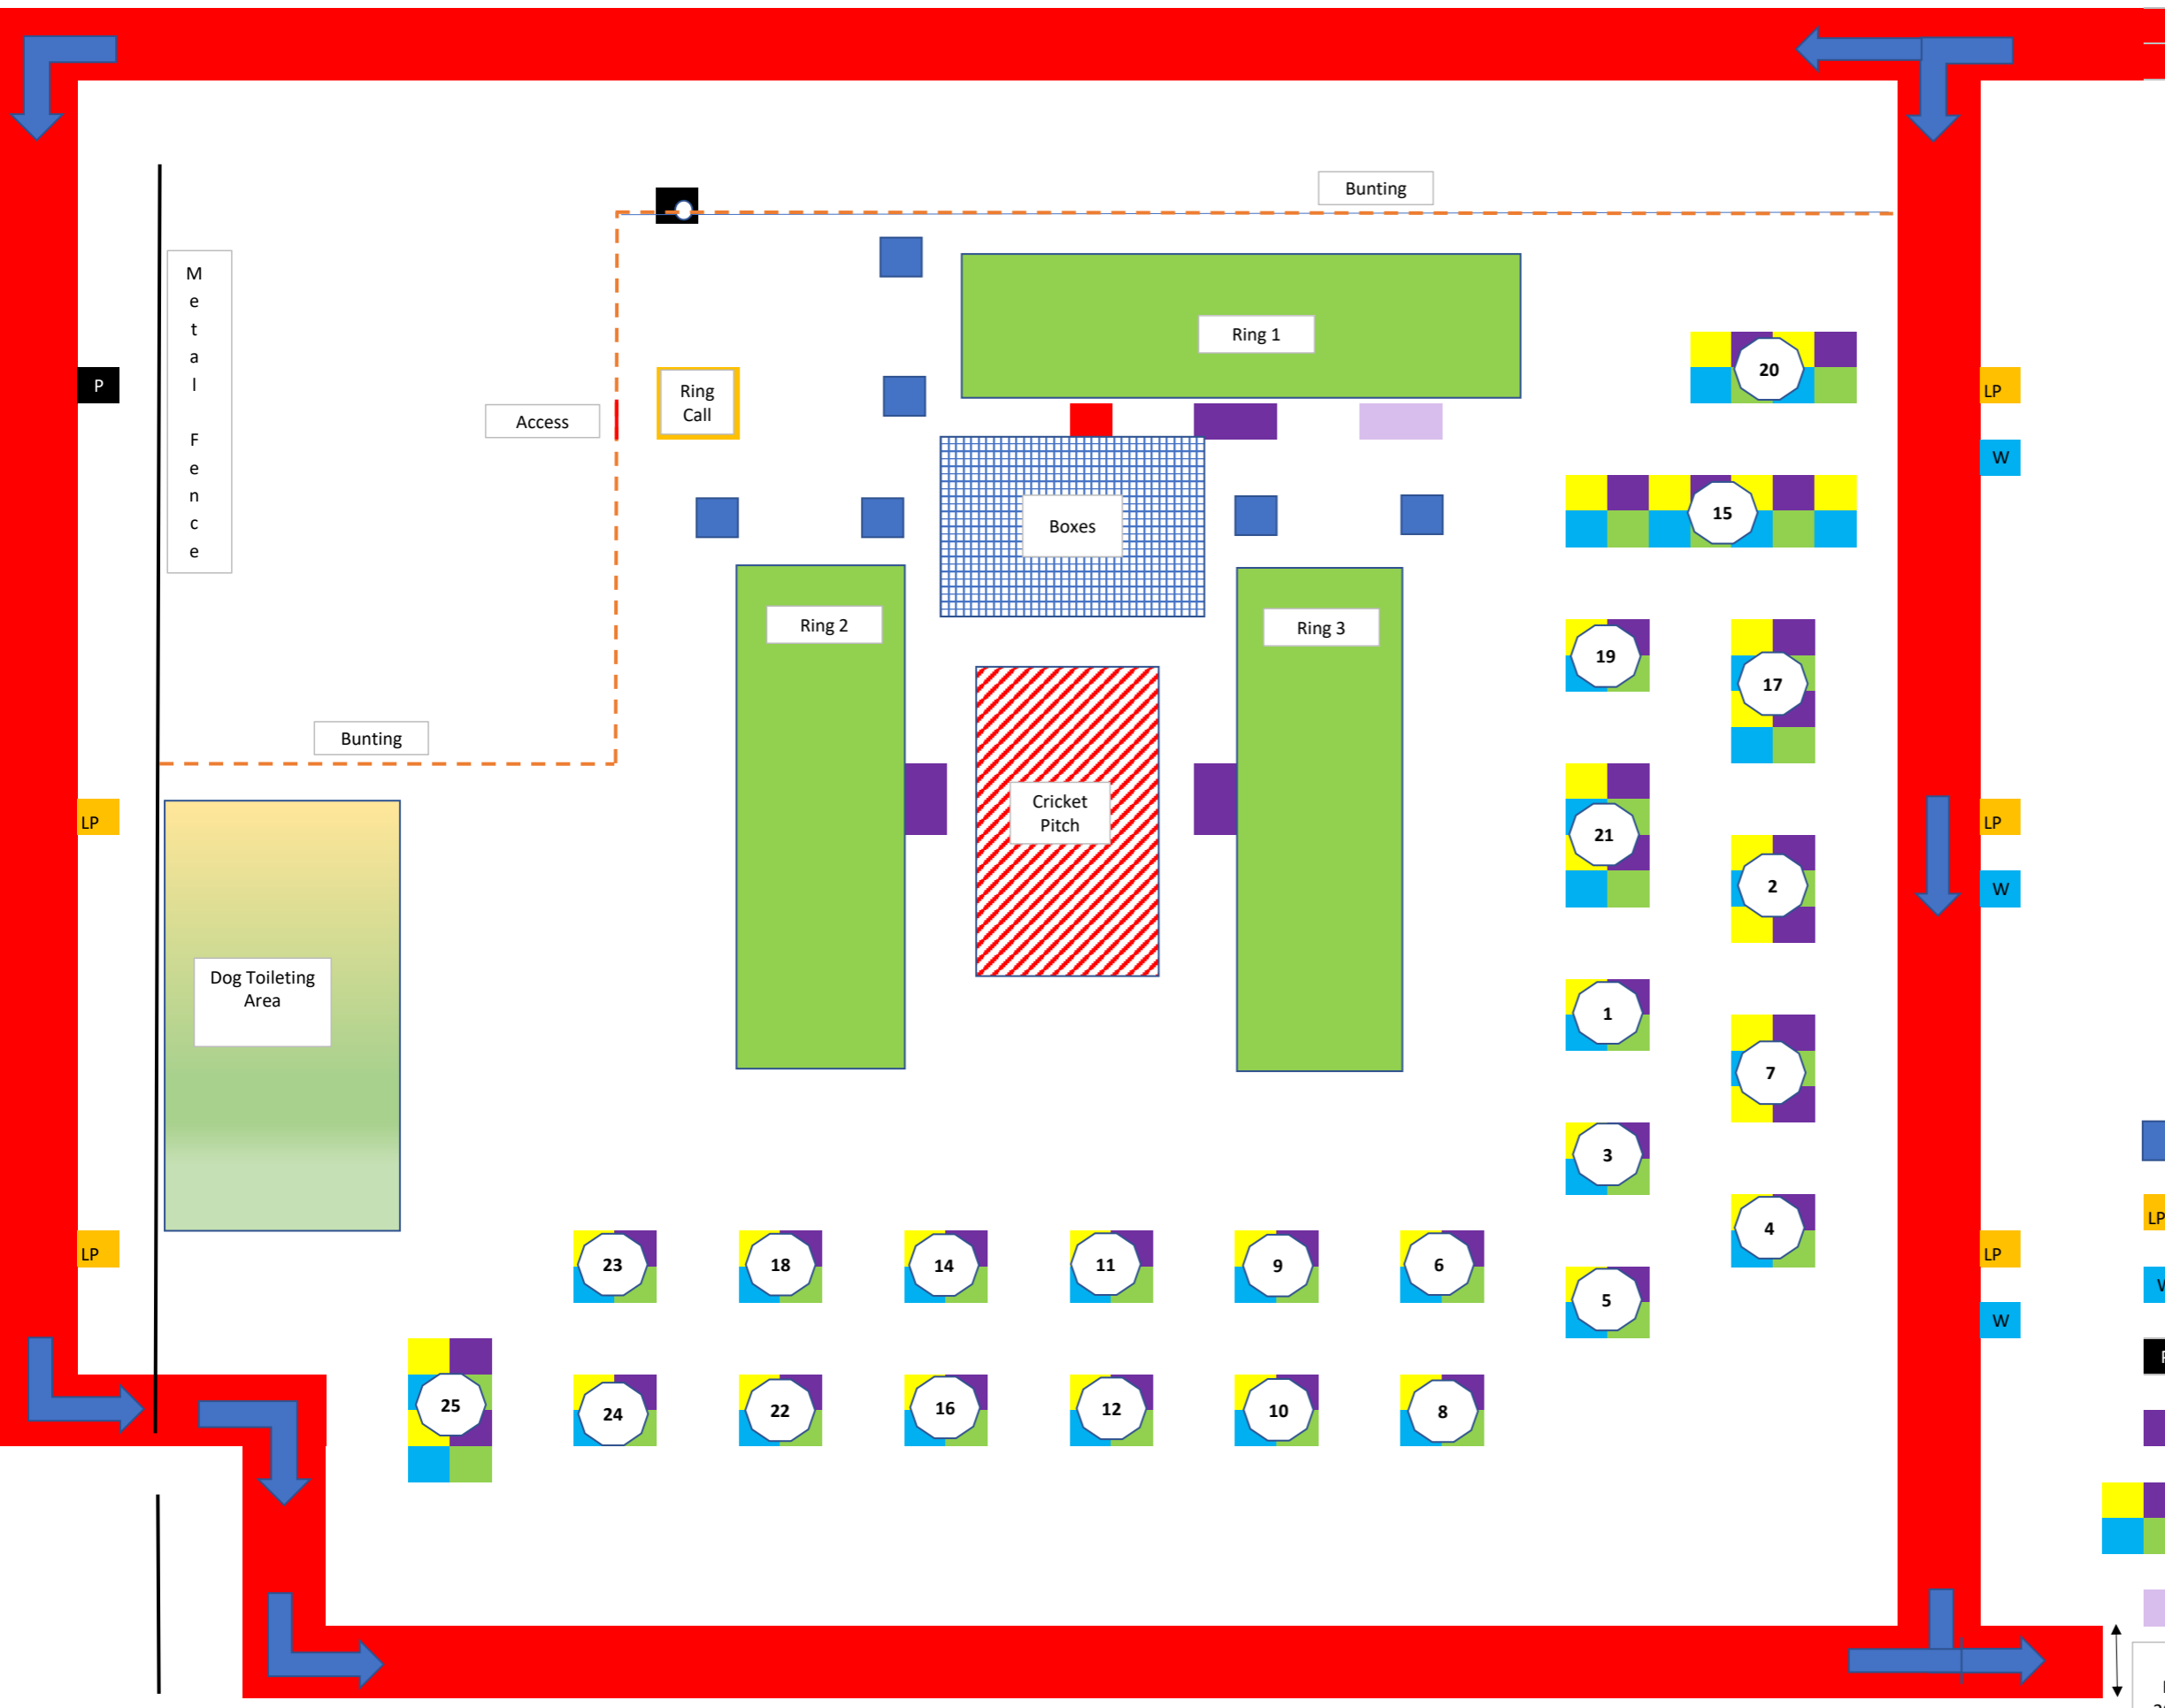 Bunting
M
e
t
a
l
F
e
n
c
e
Ring 1
20
P
Ring
Call
LP
Access
W
15
Boxes
Ring 2
Ring 3
19
17
Bunting
Cricket
Pitch
LP
LP
21
2
W
Dog Toileting
Area
1
7
3
4
LP
23
18
14
11
9
6
LP
LP
5
W
25
24
22
16
12
10
8